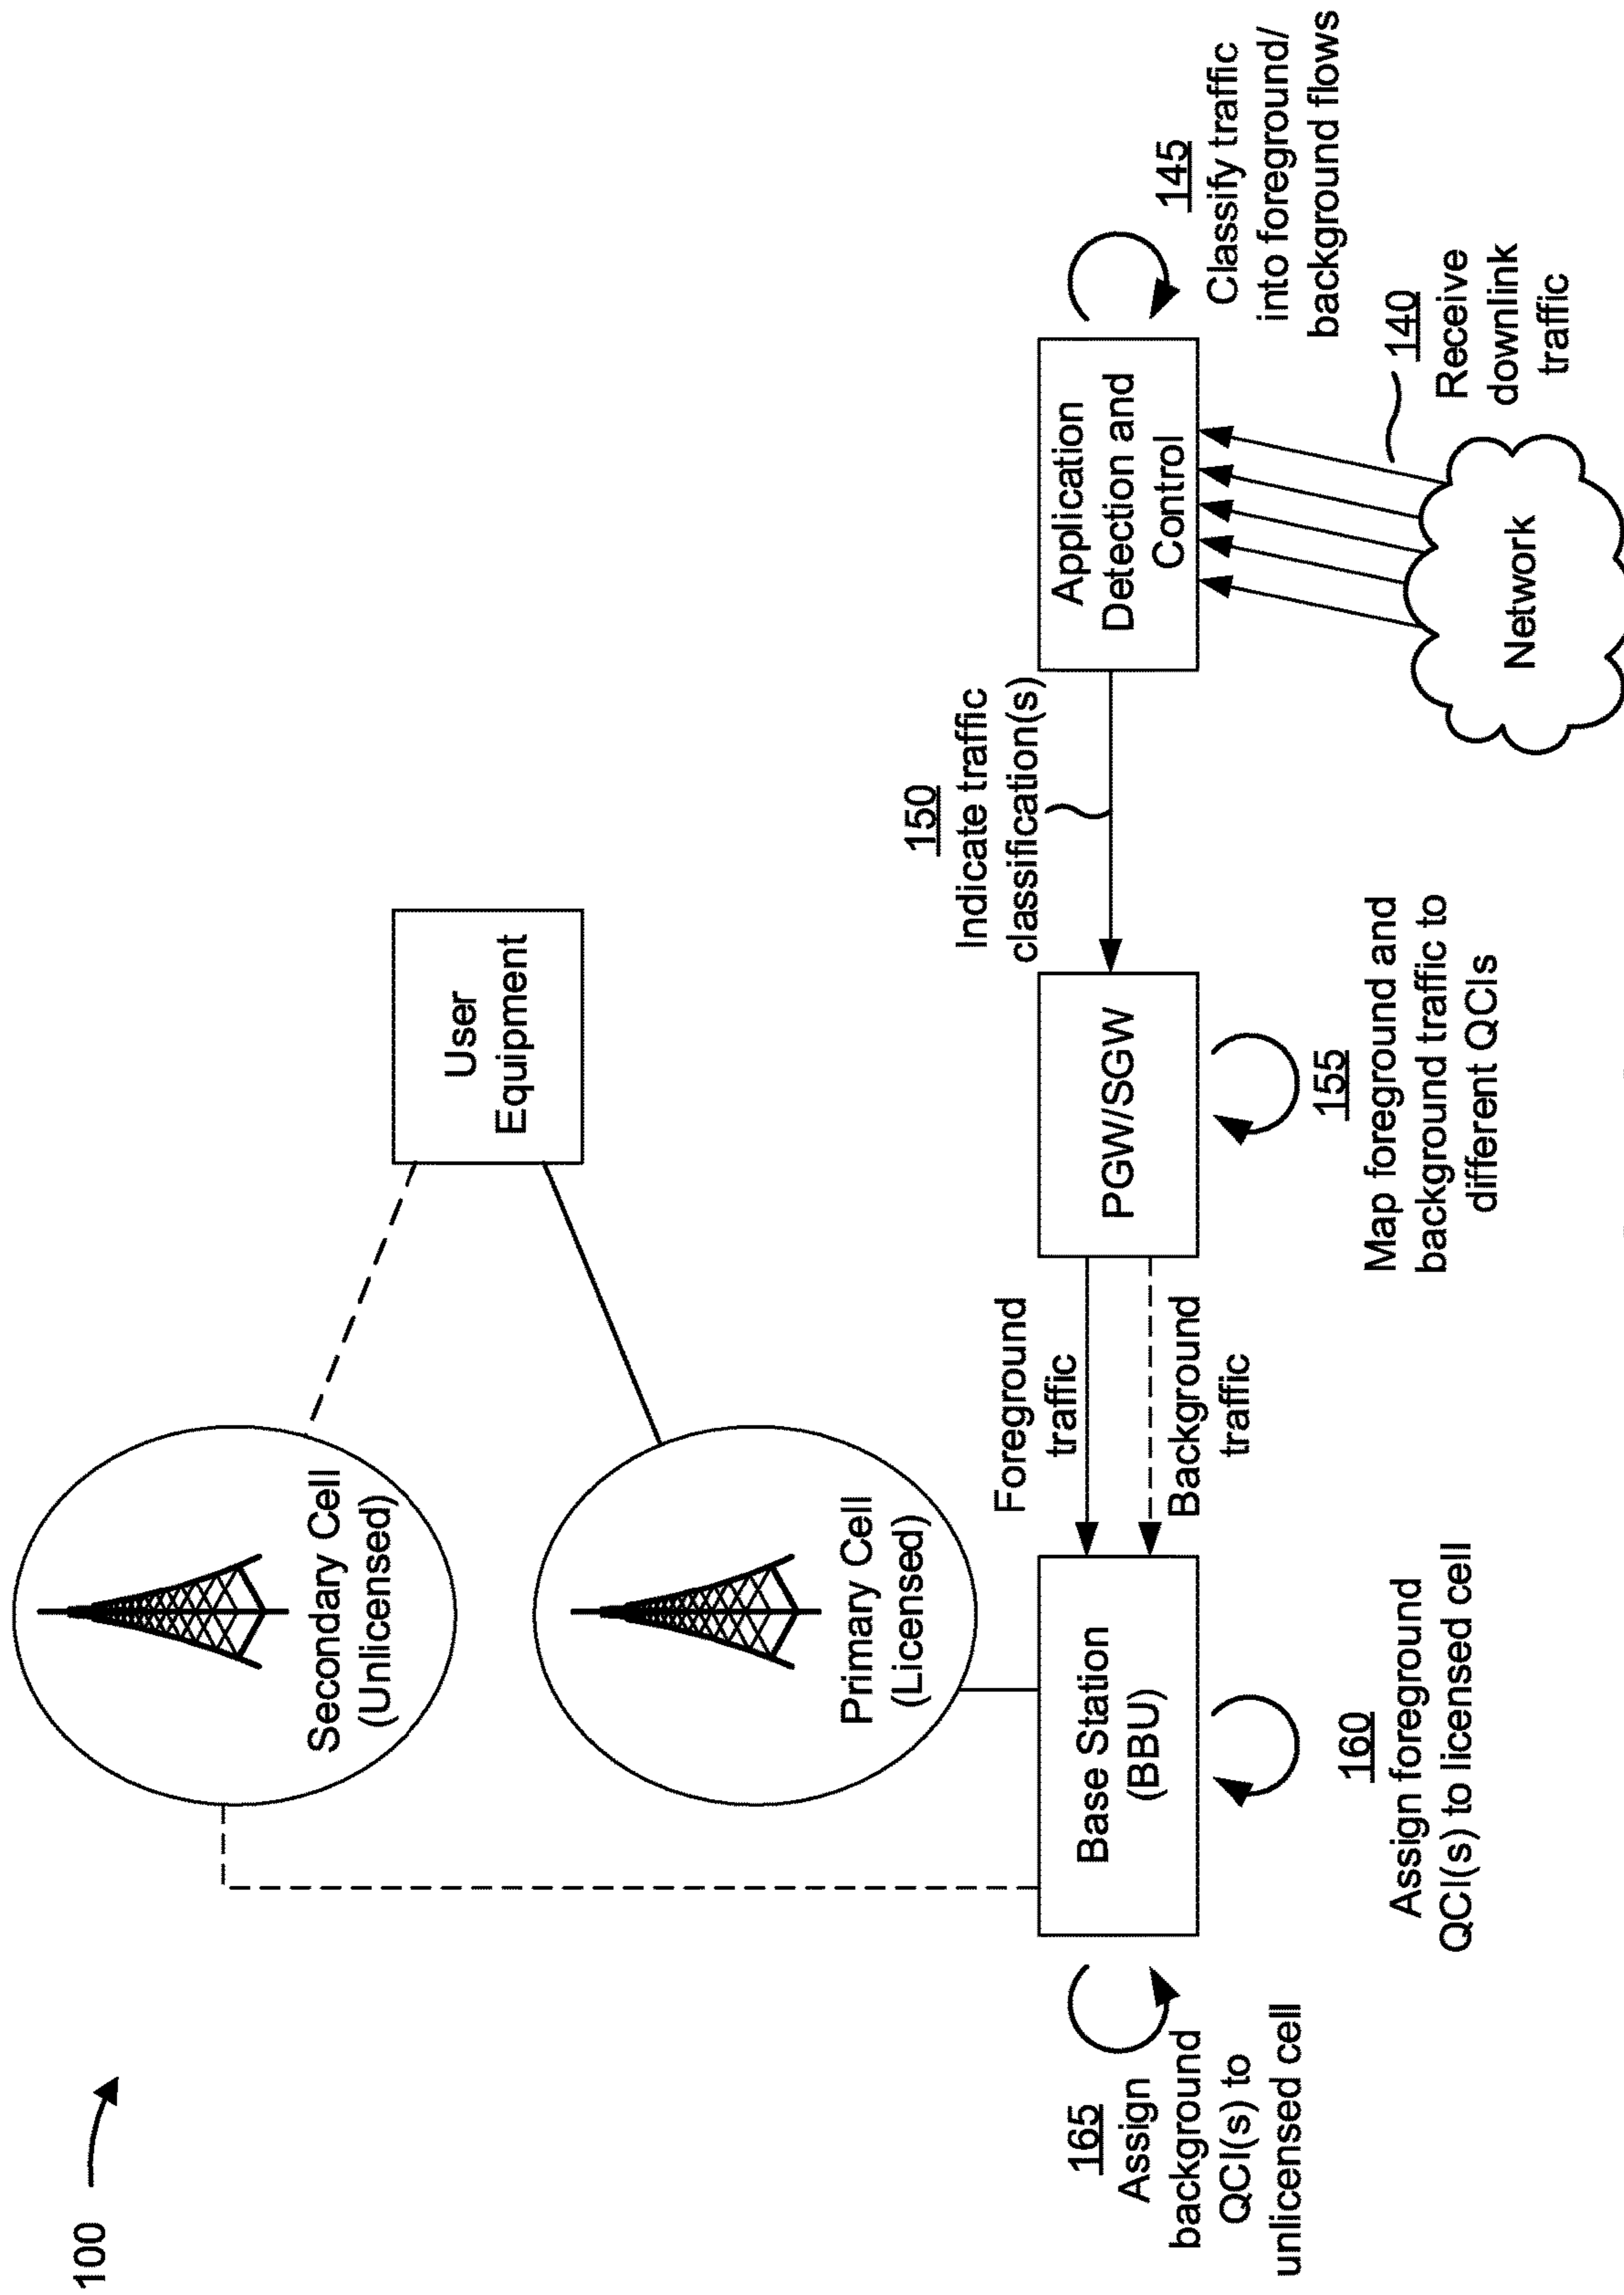 100
Secondary Cell
(Unlicensed)
Primary Cell
(Licensed)
User
Equipment
165
Assign
background
QCI(s) to
unlicensed cell
Base Station
(BBU)
160
Assign foreground
QCI(s) to licensed cell
Foreground
traffic
Background
traffic
PGW/SGW
155
Map foreground and
background traffic to
different QCIs
150
Indicate traffic
classification(s)
Application
Detection and
Control
145
Classify traffic
into foreground/
background flows
140
Receive
downlink
traffic
Network